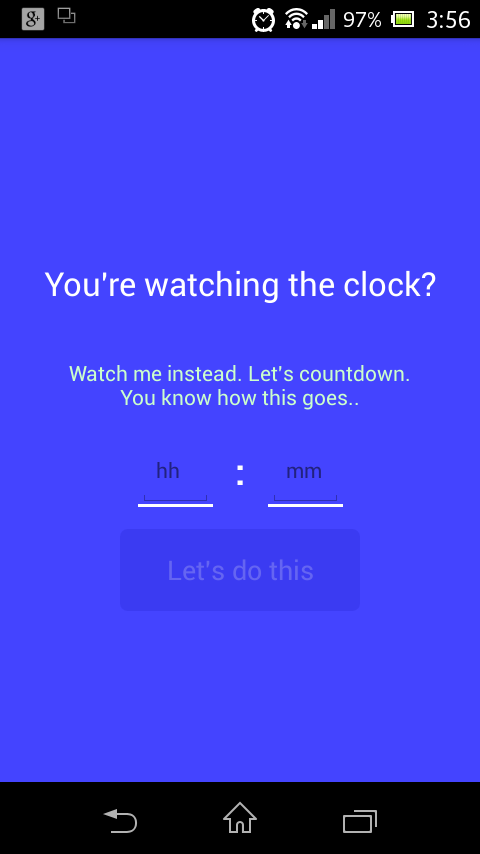 g+ 97% 3:56
You're watching the clock?
Watch me instead. Let's countdown.
You know how this goes..
hh : mm
Let's do this